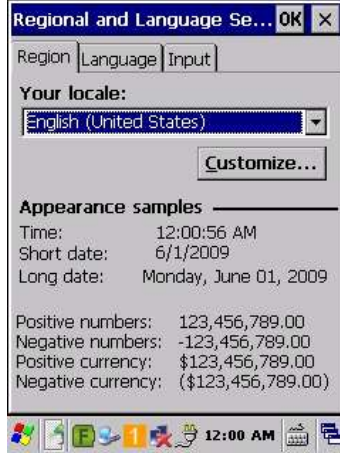 Regional and Language Se... OK ×
Region Language Input
Your locale:
English (United States)
Customize...
Appearance samples
Time: 12:00:56 AM
Short date: 6/1/2009
Long date: Monday, June 01, 2009
Positive numbers: 123,456,789.00
Negative numbers: -123,456,789.00
Positive currency: $123,456,789.00
Negative currency: ($123,456,789.00)
F 1 12:00 AM